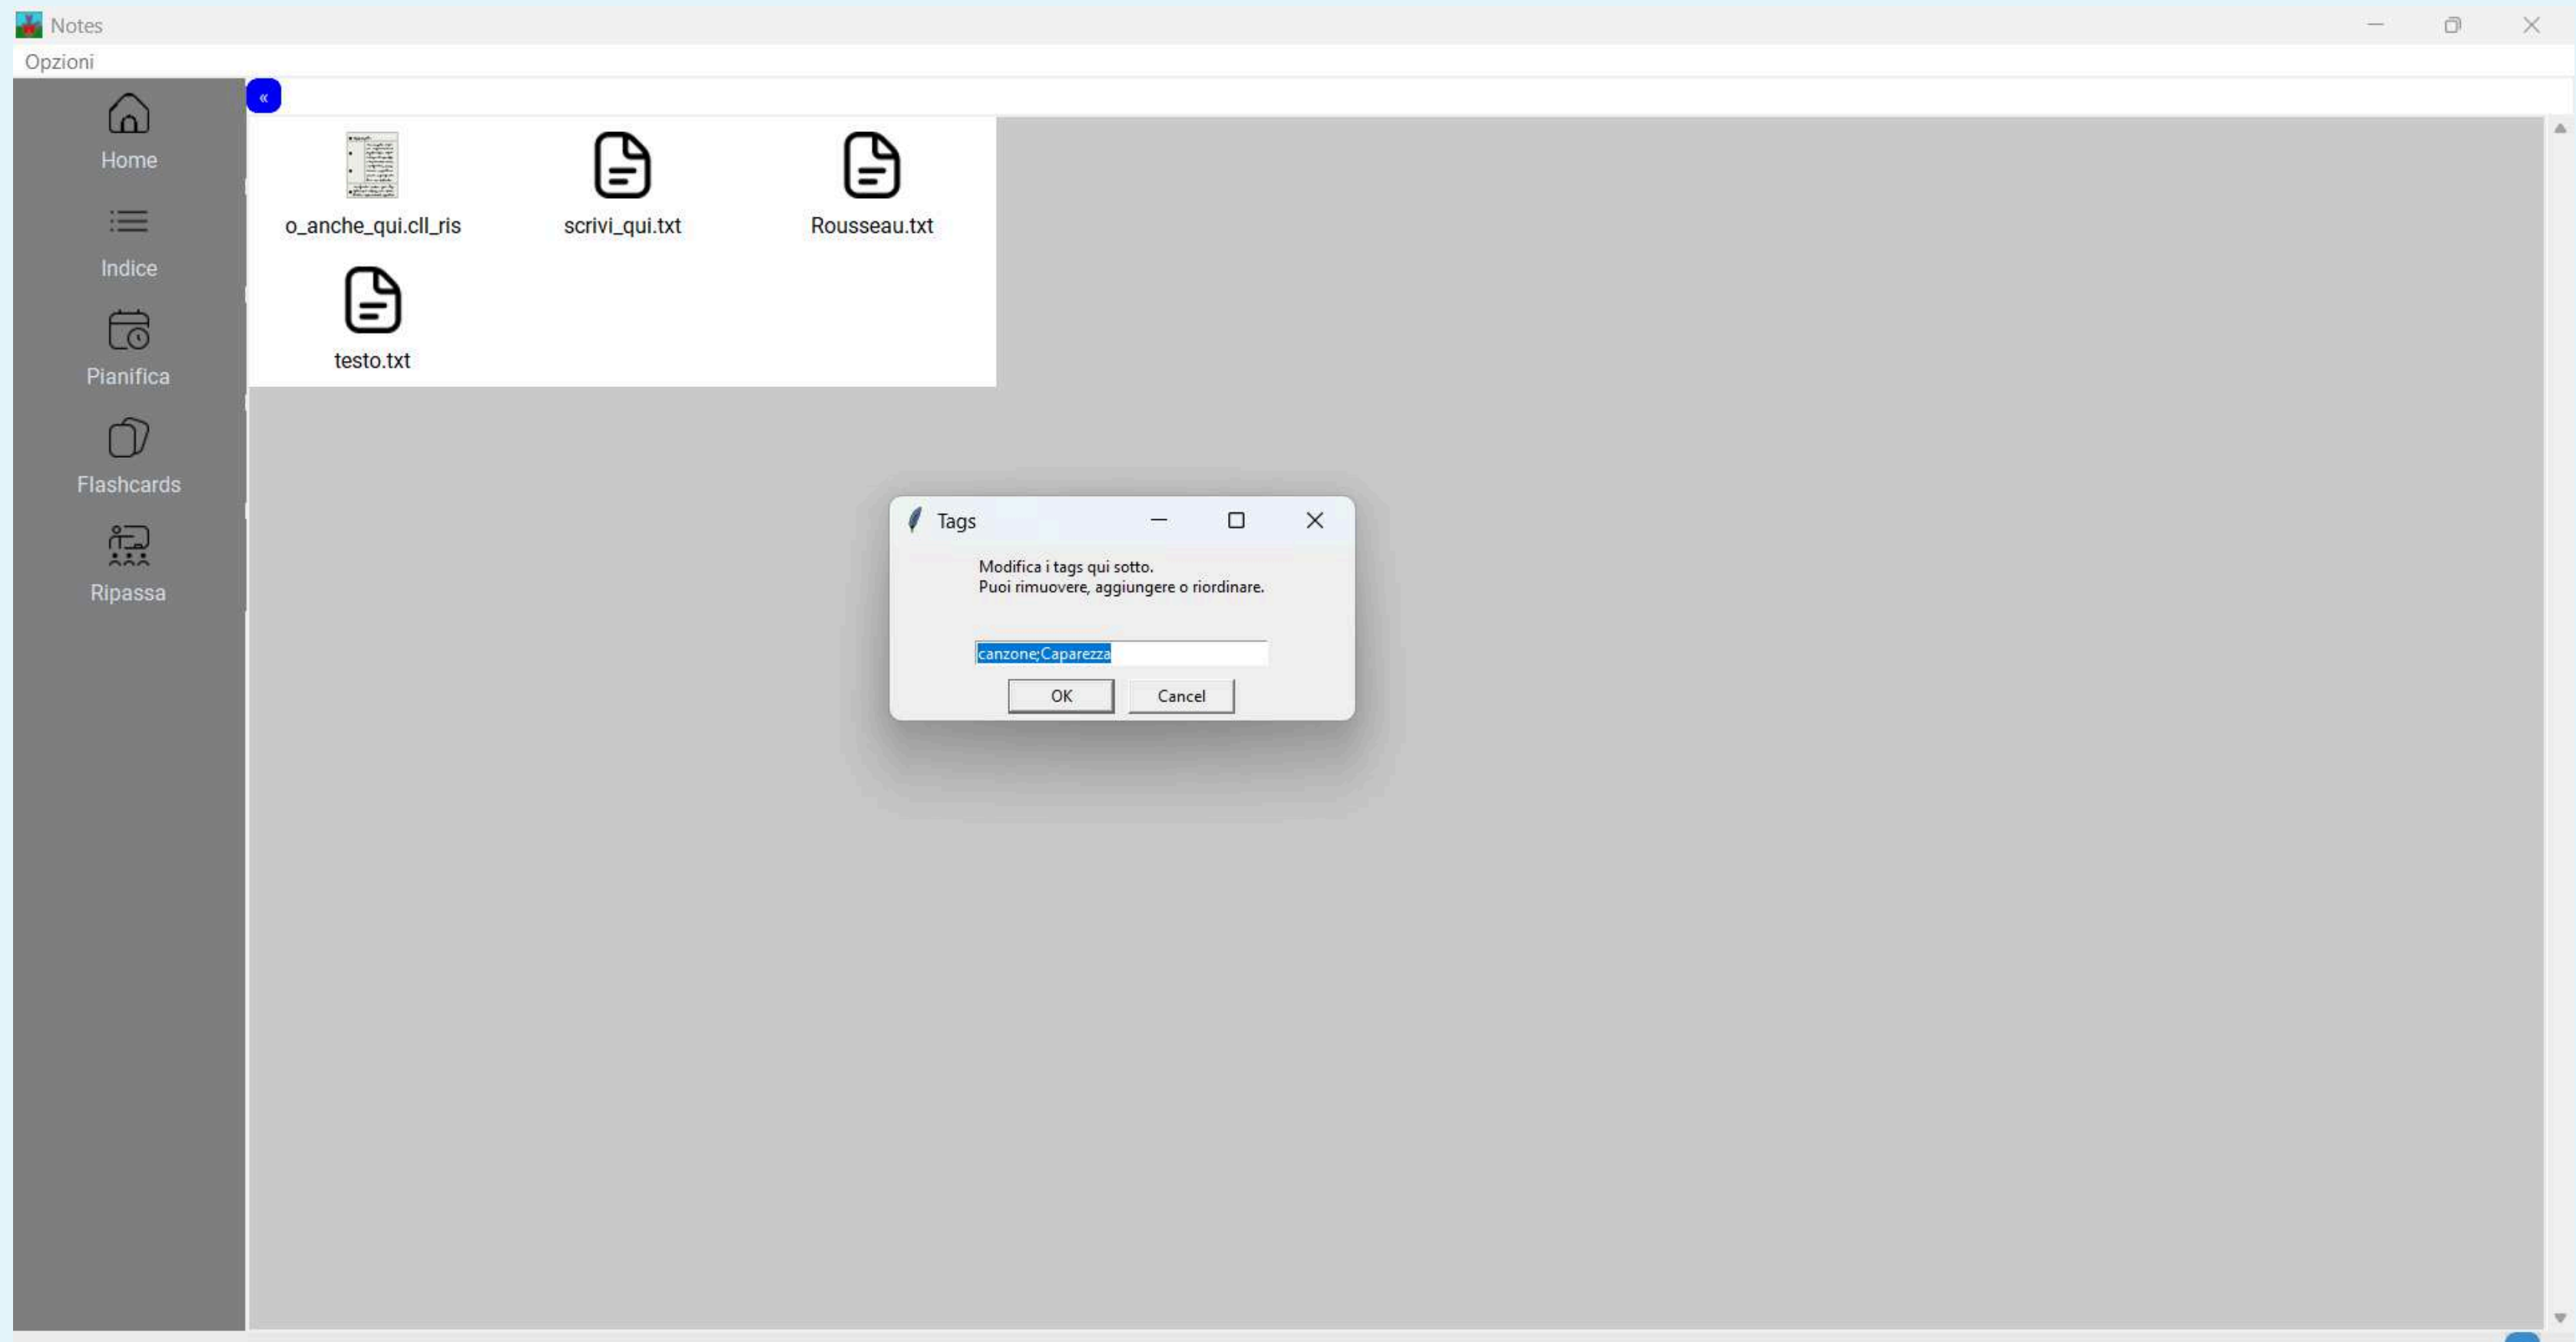 Notes
Opzioni
«
Home
Indice
Pianifica
Flashcards
Ripassa
o_anche_qui.cll_ris
scrivi_qui.txt
Rousseau.txt
testo.txt
Tags
Modifica i tags qui sotto.
Puoi rimuovere, aggiungere o riordinare.
canzone;Caparezza
OK
Cancel